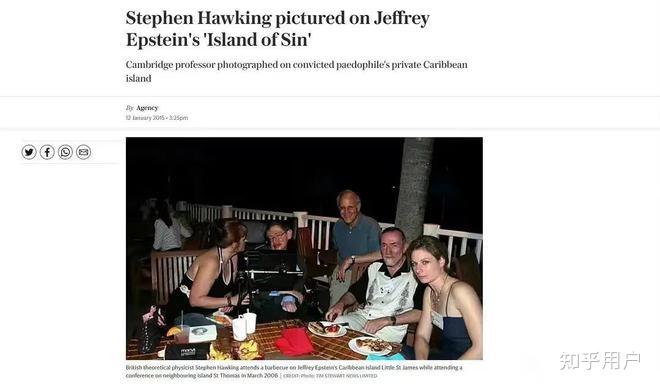 Stephen Hawking pictured on Jeffrey
Epstein's 'Island of Sin'
Cambridge professor photographed on convicted paedophile's private Caribbean
island
By Agency
12 January 2015 • 3:25pm
British theoretical physicist Stephen Hawking attends a barbecue on Jeffrey Epstein's Caribbean island Little St James while attending a
conference on neighbouring island St Thomas in March 2006 | CREDIT: Photo: TIM STEWART NEWS LIMITED
知乎用户